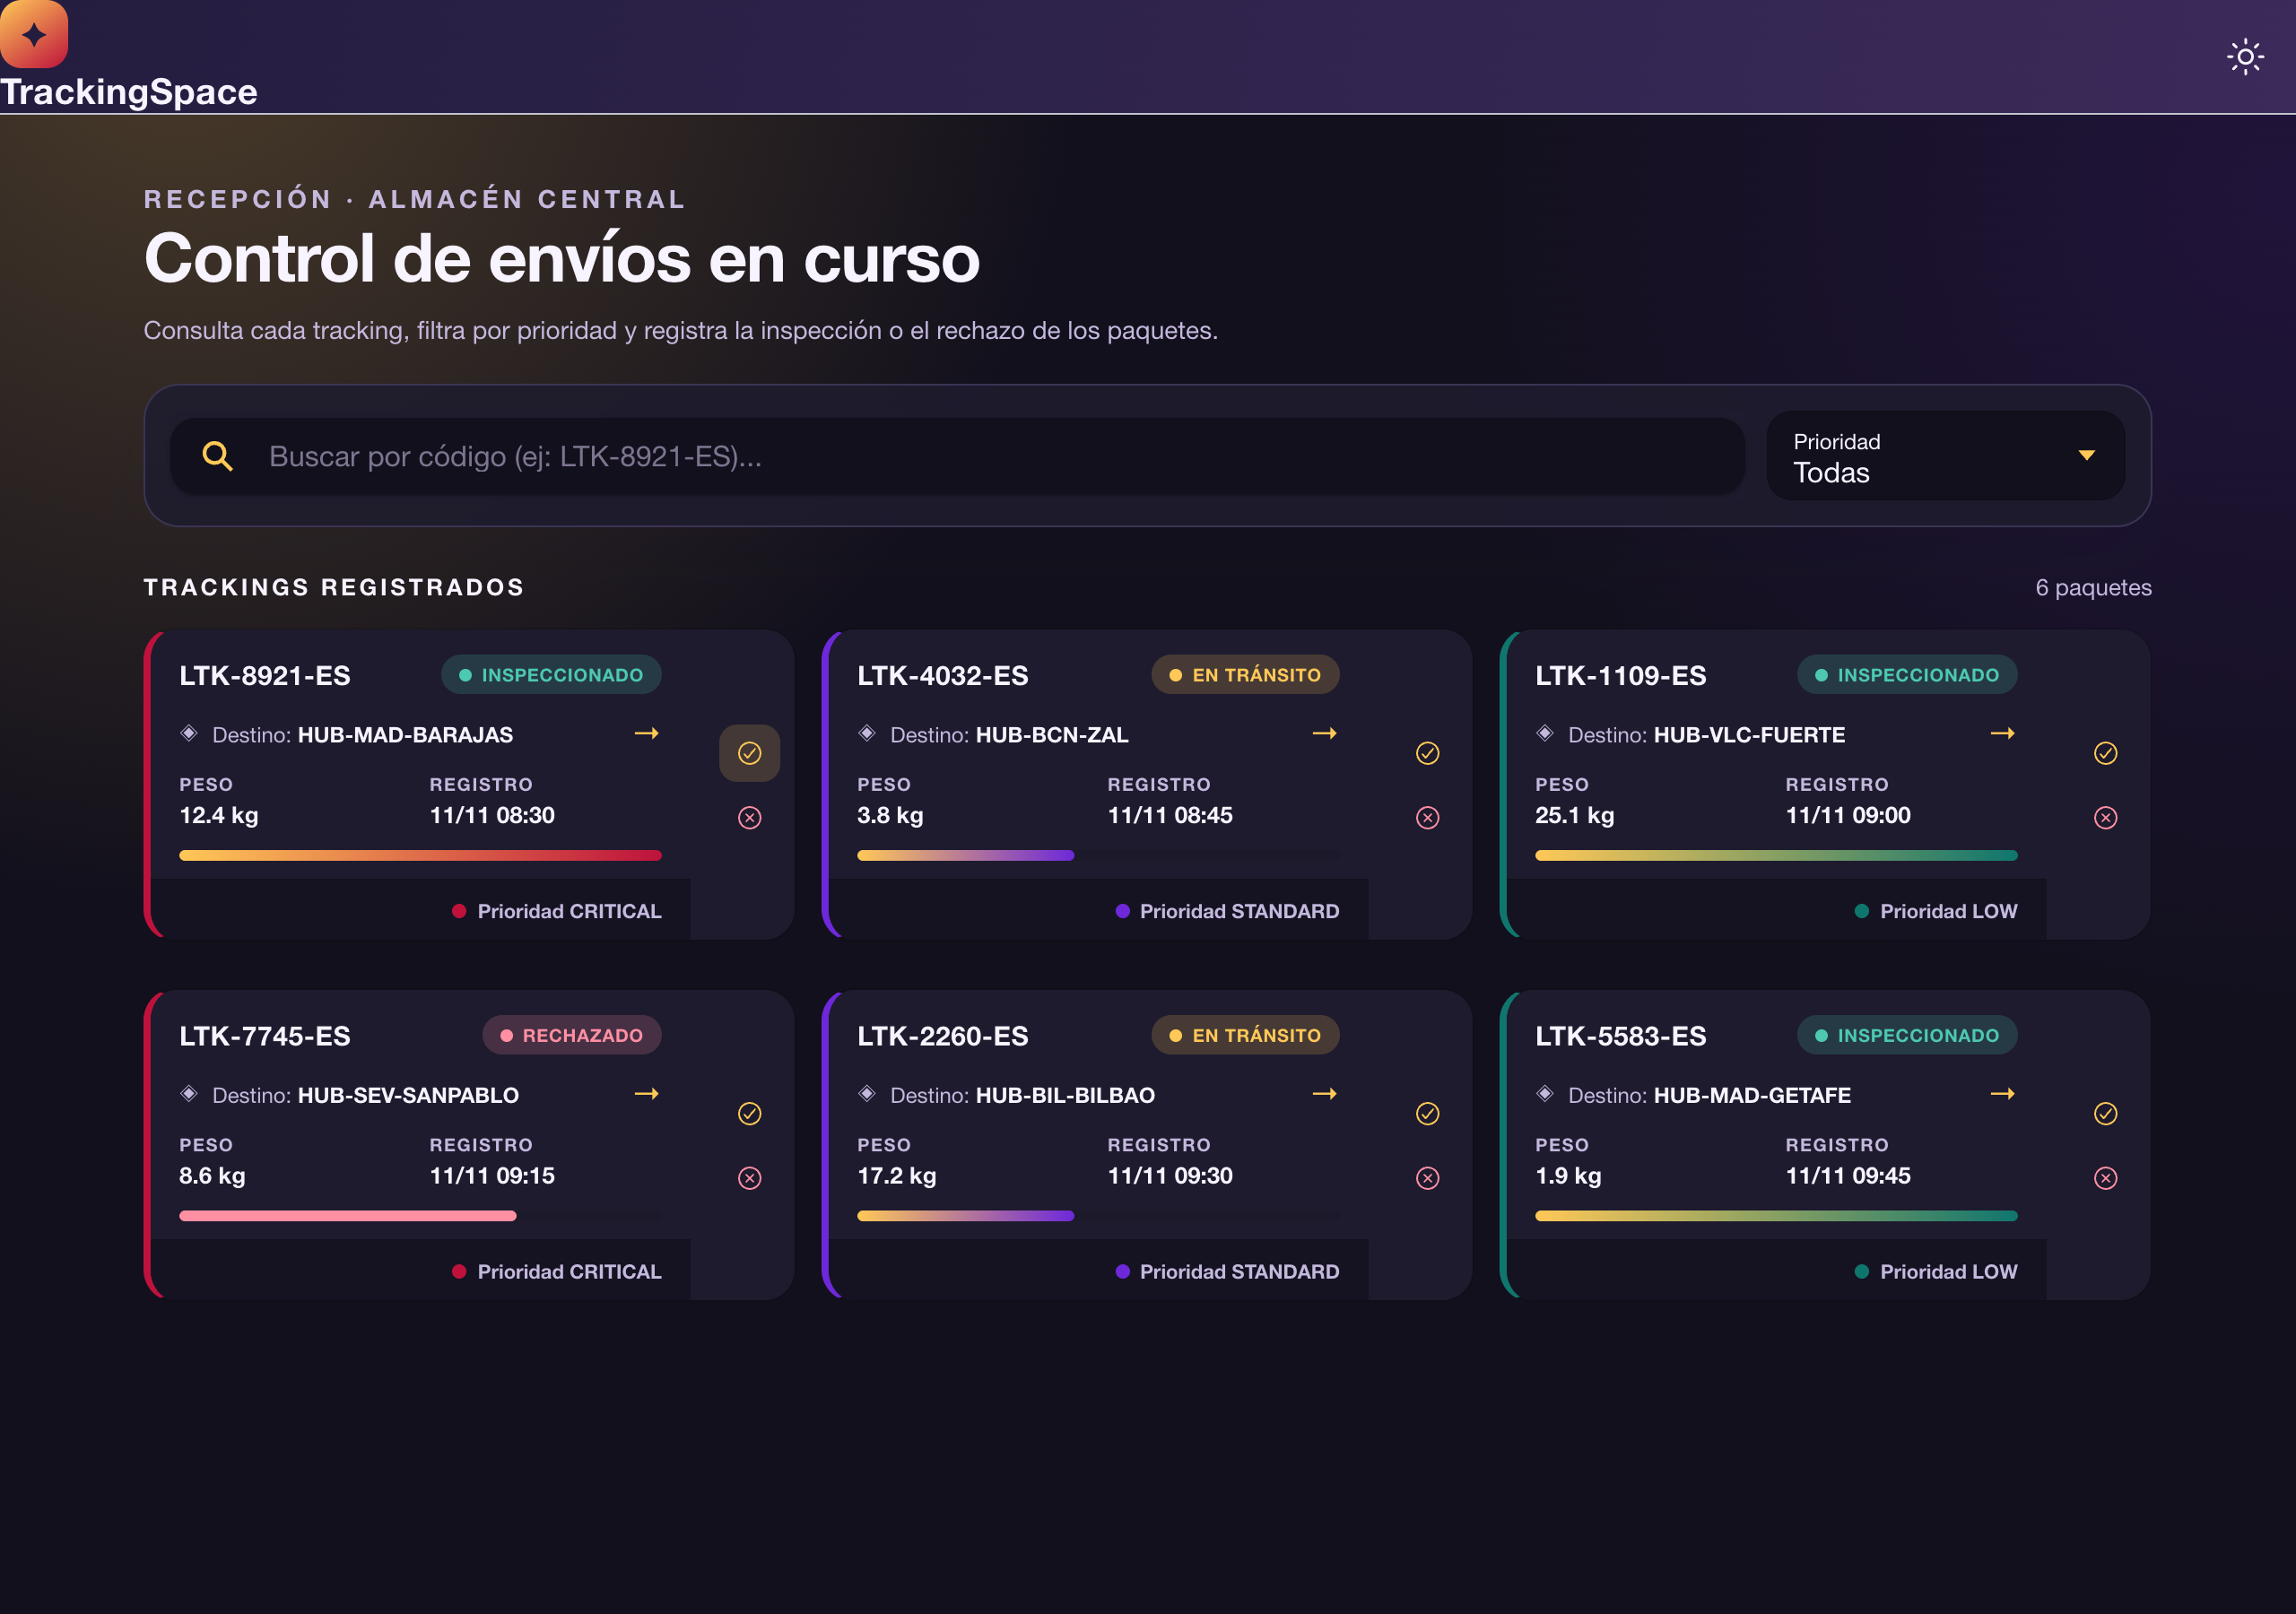 TrackingSpace
RECEPCIÓN · ALMACÉN CENTRAL
Control de envíos en curso
Consulta cada tracking, filtra por prioridad y registra la inspección o el rechazo de los paquetes.
Buscar por código (ej: LTK-8921-ES)...
Prioridad
Todas
TRACKINGS REGISTRADOS
6 paquetes
LTK-8921-ES
INSPECCIONADO
Destino: HUB-MAD-BARAJAS
PESO
REGISTRO
12.4 kg
11/11 08:30
Prioridad CRITICAL
LTK-4032-ES
EN TRÁNSITO
Destino: HUB-BCN-ZAL
PESO
REGISTRO
3.8 kg
11/11 08:45
Prioridad STANDARD
LTK-1109-ES
INSPECCIONADO
Destino: HUB-VLC-FUERTE
PESO
REGISTRO
25.1 kg
11/11 09:00
Prioridad LOW
LTK-7745-ES
RECHAZADO
Destino: HUB-SEV-SANPABLO
PESO
REGISTRO
8.6 kg
11/11 09:15
Prioridad CRITICAL
LTK-2260-ES
EN TRÁNSITO
Destino: HUB-BIL-BILBAO
PESO
REGISTRO
17.2 kg
11/11 09:30
Prioridad STANDARD
LTK-5583-ES
INSPECCIONADO
Destino: HUB-MAD-GETAFE
PESO
REGISTRO
1.9 kg
11/11 09:45
Prioridad LOW